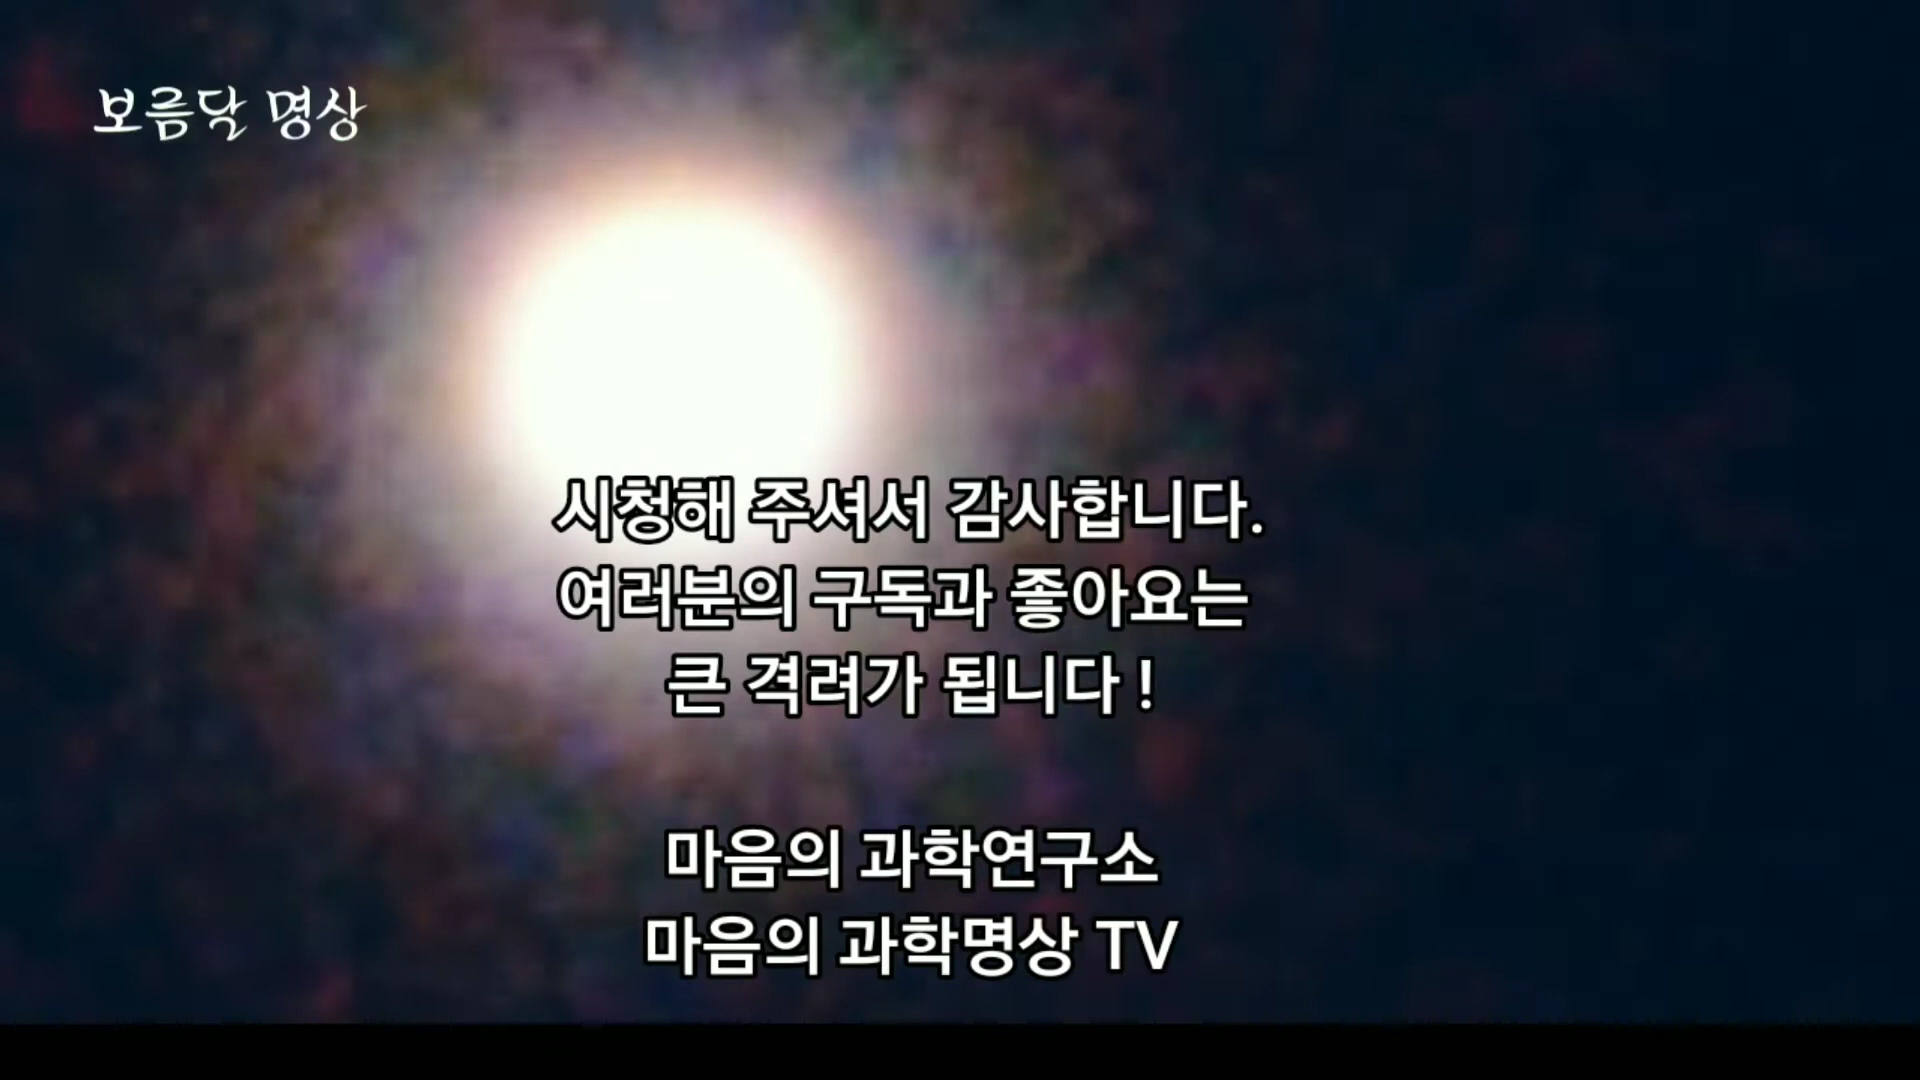 보름달 명상
시청해 주셔서 감사합니다.
여러분의 구독과 좋아요는
큰 격려가 됩니다 !
마음의 과학연구소
마음의 과학명상 TV